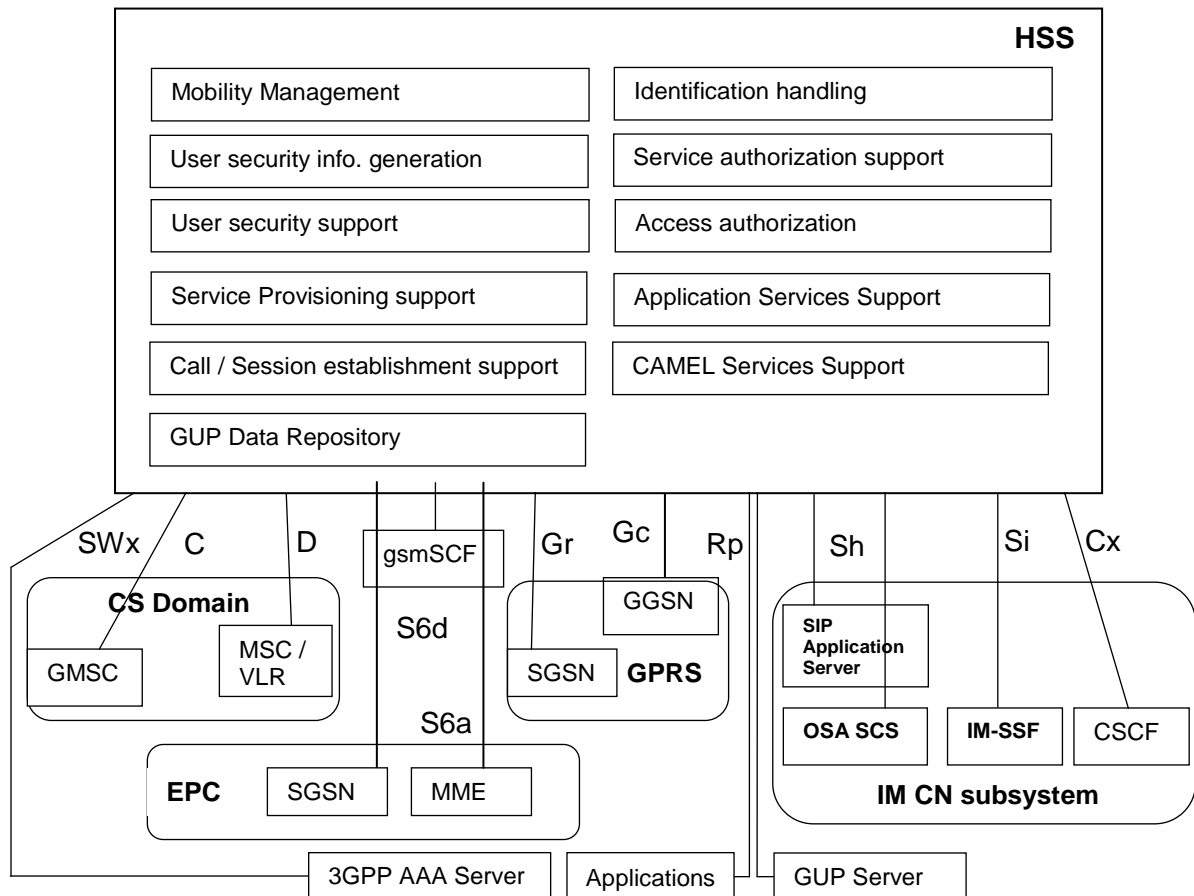 HSS
Mobility Management
Identification handling
User security info. generation
Service authorization support
User security support
Access authorization
Service Provisioning support
Application Services Support
Call / Session establishment support
CAMEL Services Support
GUP Data Repository
SWx
C
D
gsmSCF
Gr
Gc
Rp
Sh
Si
Cx
CS Domain
GMSC
MSC /
VLR
S6d
S6a
GGSN
SGSN
GPRS
SIP
Application
Server
OSA SCS
IM-SSF
CSCF
IM CN subsystem
EPC
SGSN
MME
3GPP AAA Server
Applications
GUP Server